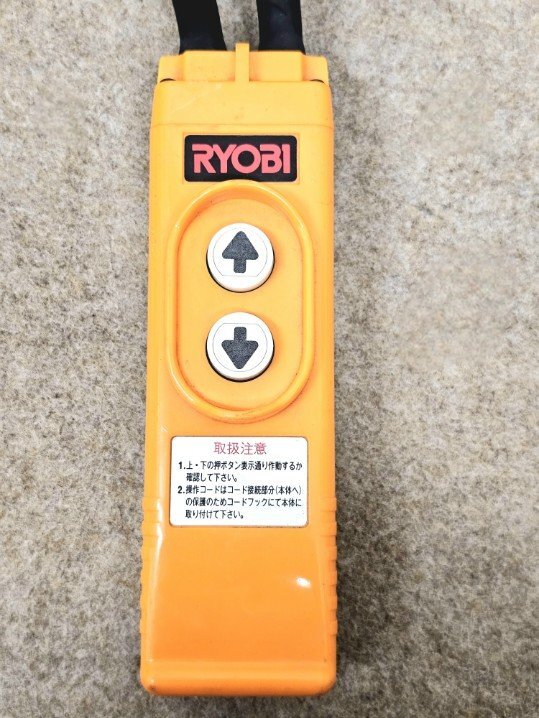 RYOBI
取扱注意
1.上・下の押ボタン表示通り作動するか
確認して下さい。
2.操作コードはコード接続部分(本体へ)
の保護のためコードフックにて本体に
取り付けて下さい。